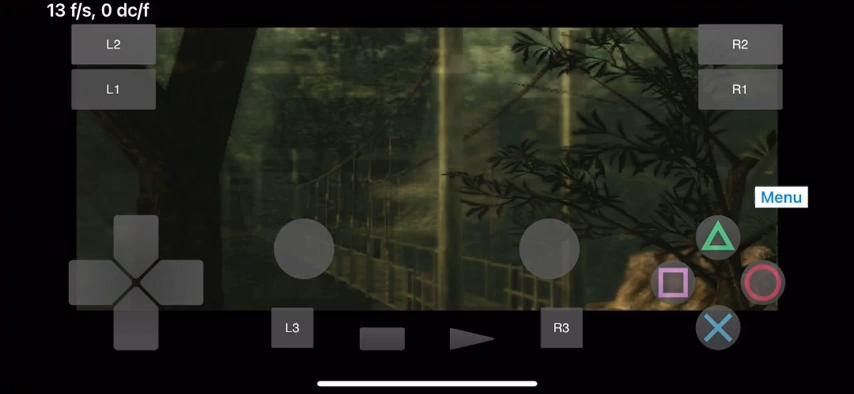 13 f/s, 0 dc/f
L2
R2
L1
R1
Menu
L3
R3